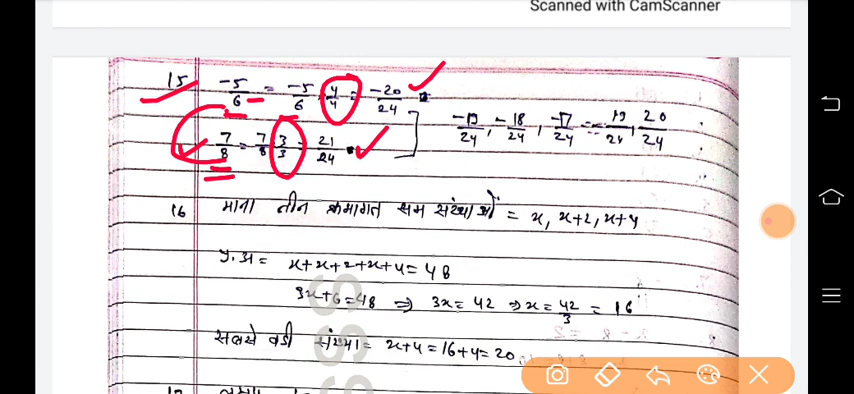 Scanned with CamScanner
15 -5/6 = -5/6 4/4 = -20/24
7/8 = 7/8 3/3 = 21/24 ] -19/24, -18/24, -17/24 ---- 19/24, 20/24
16 माना तीन क्रमागत सम संख्याओं = x, x+2, x+4
प्र.अ = x+x+2+x+4=48
3x+6=48 ⇒ 3x=42 ⇒ x=42/3 = 16
सबसे बडी संख्या = x+4=16+4=20
SSS
17